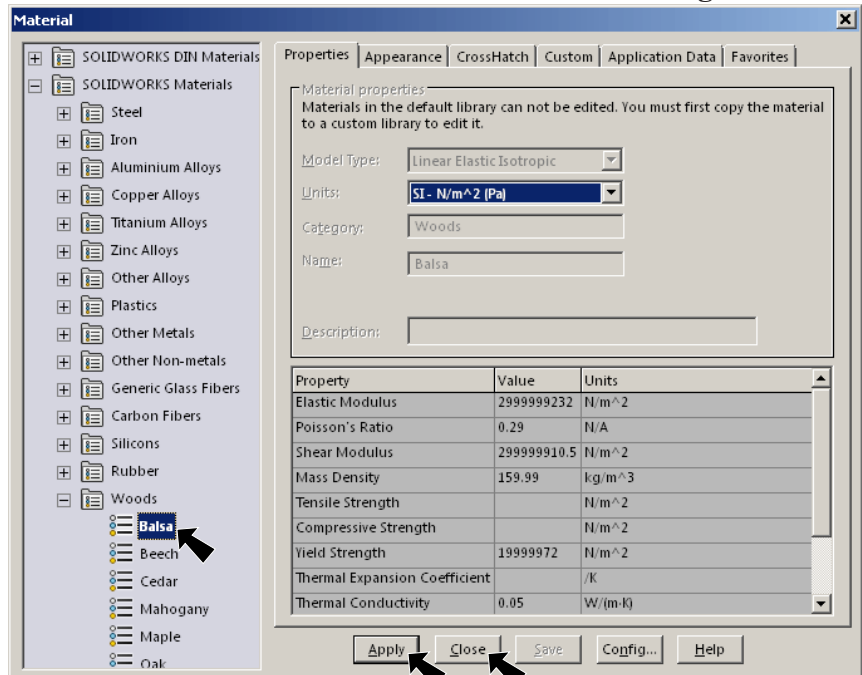 Material
SOLIDWORKS DIN Materials
SOLIDWORKS Materials
Steel
Iron
Aluminium Alloys
Copper Alloys
Titanium Alloys
Zinc Alloys
Other Alloys
Plastics
Other Metals
Other Non-metals
Generic Glass Fibers
Carbon Fibers
Silicons
Rubber
Woods
Balsa
Beech
Cedar
Mahogany
Maple
Oak
Properties Appearance CrossHatch Custom Application Data Favorites
Material properties
Materials in the default library can not be edited. You must first copy the material
to a custom library to edit it.
Model Type: Linear Elastic Isotropic
Units: SI - N/m^2 (Pa)
Category: Woods
Name: Balsa
Description:
Property Value Units
Elastic Modulus 2999999232 N/m^2
Poisson's Ratio 0.29 N/A
Shear Modulus 299999910.5 N/m^2
Mass Density 159.99 kg/m^3
Tensile Strength N/m^2
Compressive Strength N/m^2
Yield Strength 19999972 N/m^2
Thermal Expansion Coefficient /K
Thermal Conductivity 0.05 W/(m·K)
Apply Close Save Config... Help